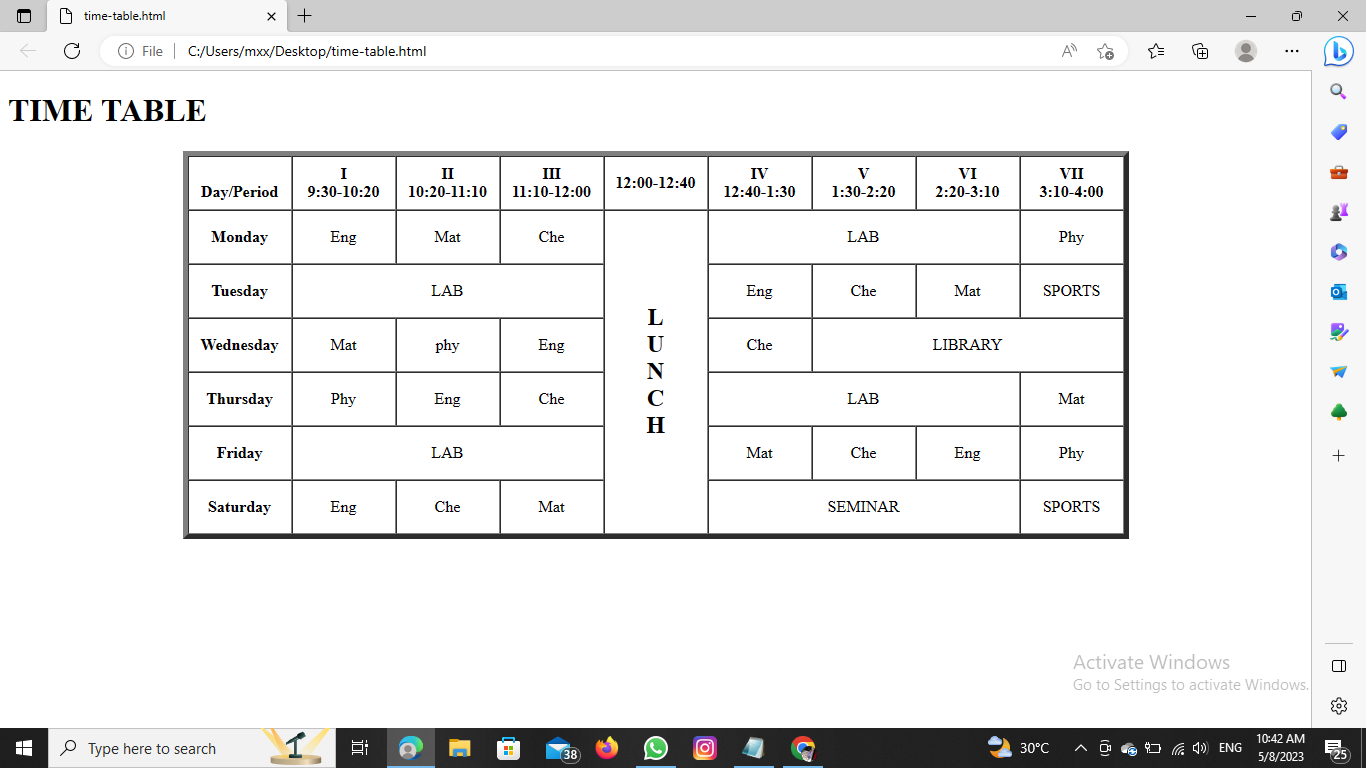 time-table.html
File
C:/Users/mxx/Desktop/time-table.html
TIME TABLE
Day/Period I 9:30-10:20 II 10:20-11:10 III 11:10-12:00 12:00-12:40 IV 12:40-1:30 V 1:30-2:20 VI 2:20-3:10 VII 3:10-4:00
Monday Eng Mat Che LAB Phy
Tuesday LAB Eng Che Mat SPORTS
Wednesday Mat phy Eng Che LIBRARY
Thursday Phy Eng Che LAB Mat
Friday LAB Mat Che Eng Phy
Saturday Eng Che Mat SEMINAR SPORTS
L
U
N
C
H
Activate Windows
Go to Settings to activate Windows.
Type here to search
38
30°C
ENG
10:42 AM
5/8/2023
25